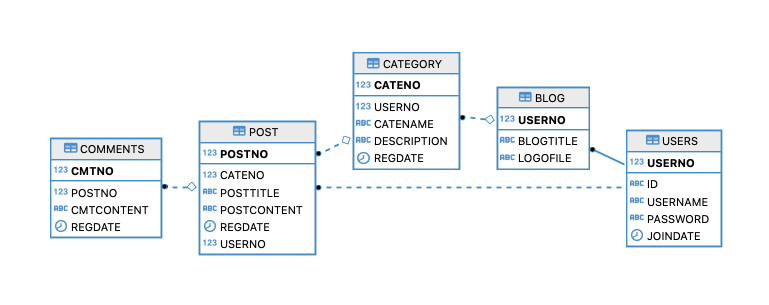 COMMENTS
123 CMTNO
123 POSTNO
ABC CMTCONTENT
REGDATE
POST
123 POSTNO
123 CATENO
ABC POSTTITLE
ABC POSTCONTENT
REGDATE
123 USERNO
CATEGORY
123 CATENO
123 USERNO
ABC CATENAME
ABC DESCRIPTION
REGDATE
BLOG
123 USERNO
ABC BLOGTITLE
ABC LOGOFILE
USERS
123 USERNO
ABC ID
ABC USERNAME
ABC PASSWORD
JOINDATE